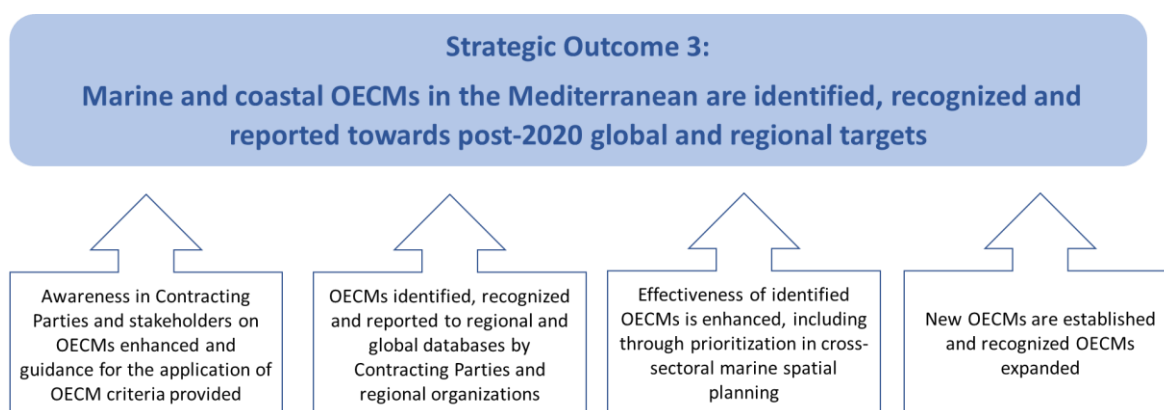 Strategic Outcome 3:
Marine and coastal OECMs in the Mediterranean are identified, recognized and
reported towards post-2020 global and regional targets
Awareness in Contracting
Parties and stakeholders on
OECMs enhanced and
guidance for the application of
OECM criteria provided
OECMs identified, recognized
and reported to regional and
global databases by
Contracting Parties and
regional organizations
Effectiveness of identified
OECMs is enhanced, including
through prioritization in cross-
sectoral marine spatial
planning
New OECMs are established
and recognized OECMs
expanded